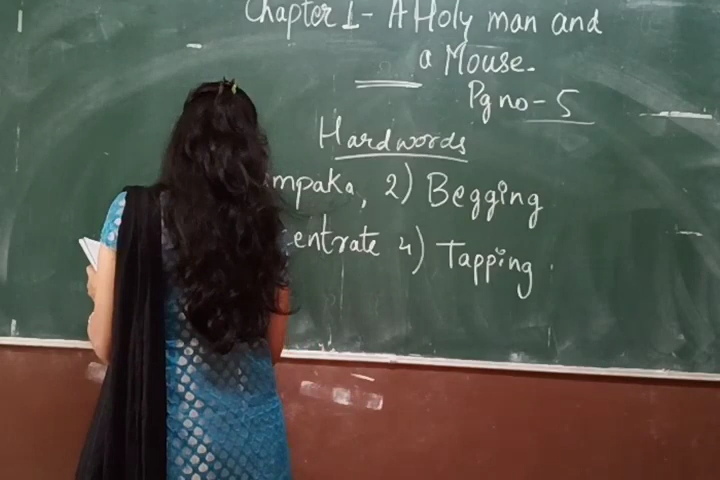 Chapter 1- A Holy man and
a Mouse.
Pg no - 5
Hardwords
mpaka, 2) Begging
entrate 4) Tapping.